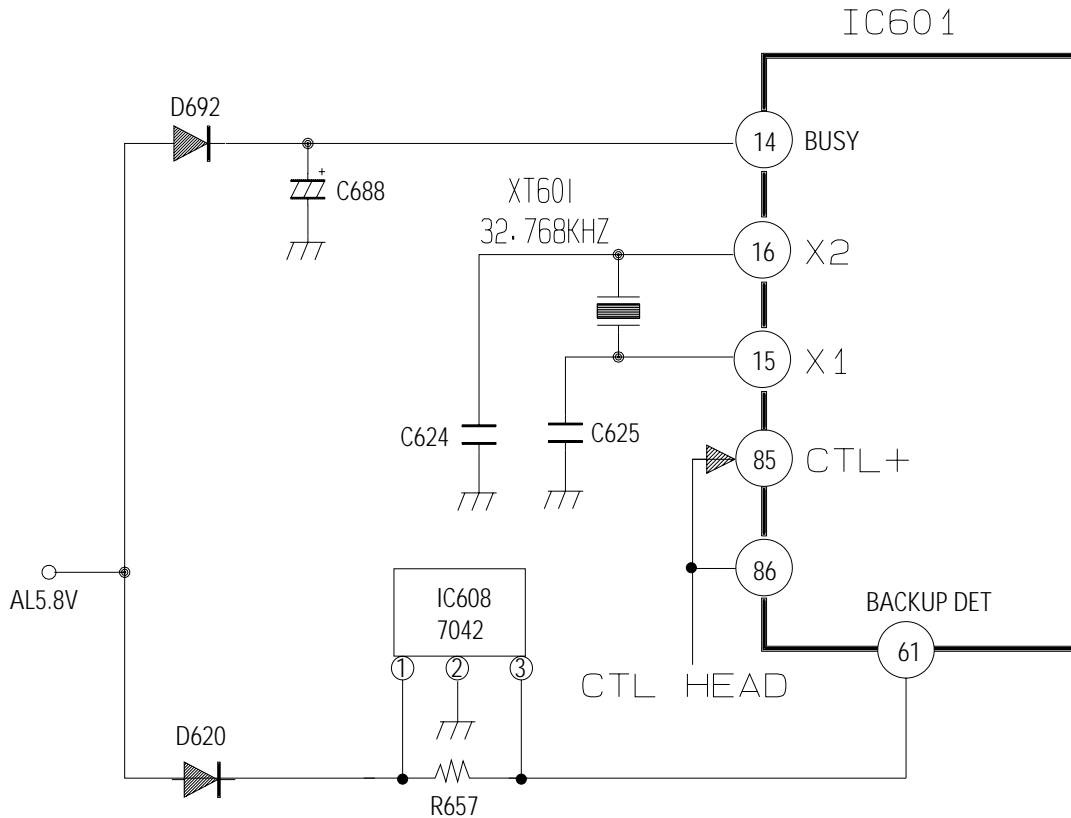 IC601
D692
14 BUSY
C688
XT601
32.768KHZ
16 X2
15 X1
C624
C625
85 CTL+
86
AL5.8V
IC608
7042
BACKUP DET
1 2 3
61
CTL HEAD
D620
R657
+